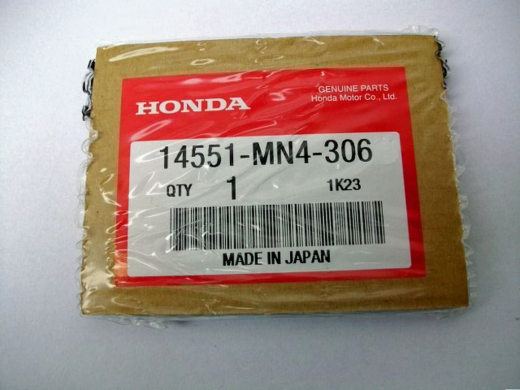 HONDA
GENUINE PARTS
Honda Motor Co., Ltd.
14551-MN4-306
QTY 1 1K23
MADE IN JAPAN